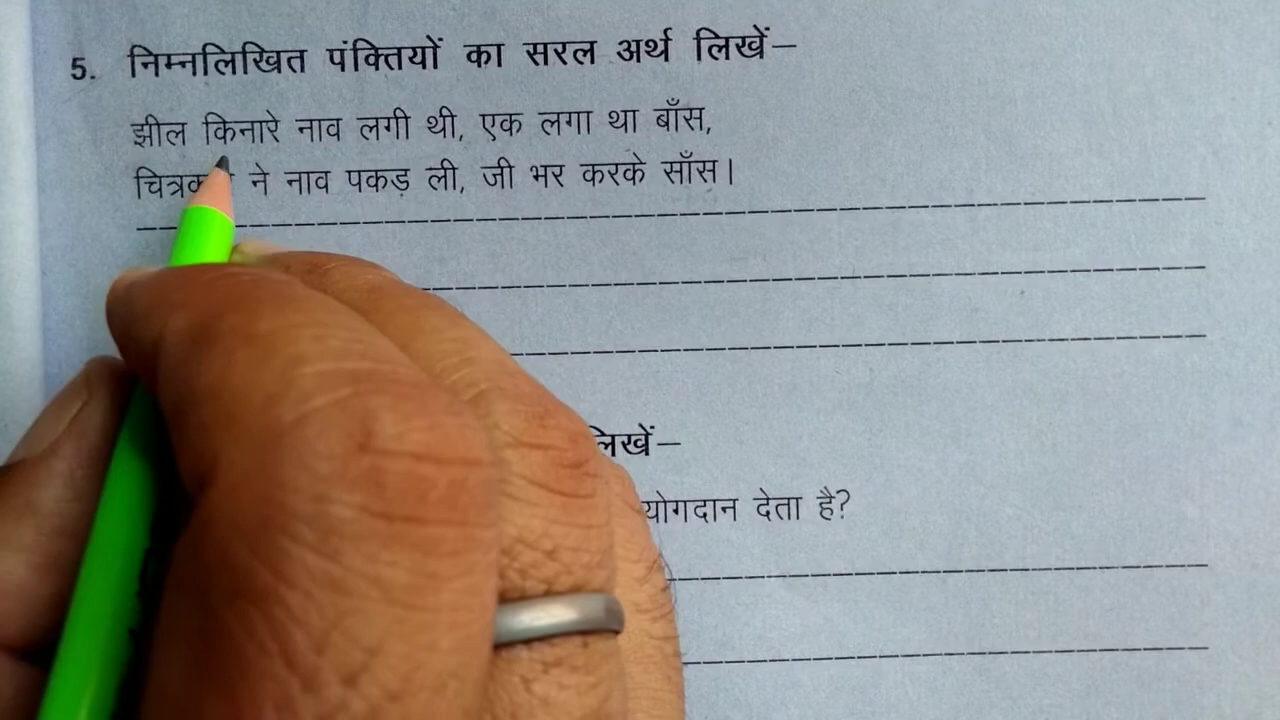 5. निम्नलिखित पंक्तियों का सरल अर्थ लिखें–
झील किनारे नाव लगी थी, एक लगा था बाँस,
ने नाव पकड़ ली, जी भर करके साँस।
लिखें–
योगदान देता है?